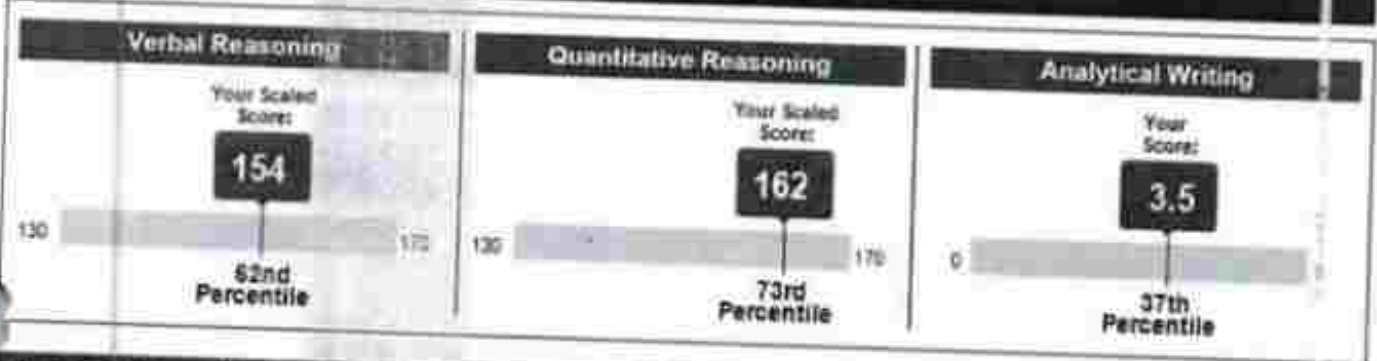 Verbal Reasoning
Your Scaled
Score:
154
130
170
62nd
Percentile
Quantitative Reasoning
Your Scaled
Score:
162
130
170
73rd
Percentile
Analytical Writing
Your
Score:
3.5
0
37th
Percentile